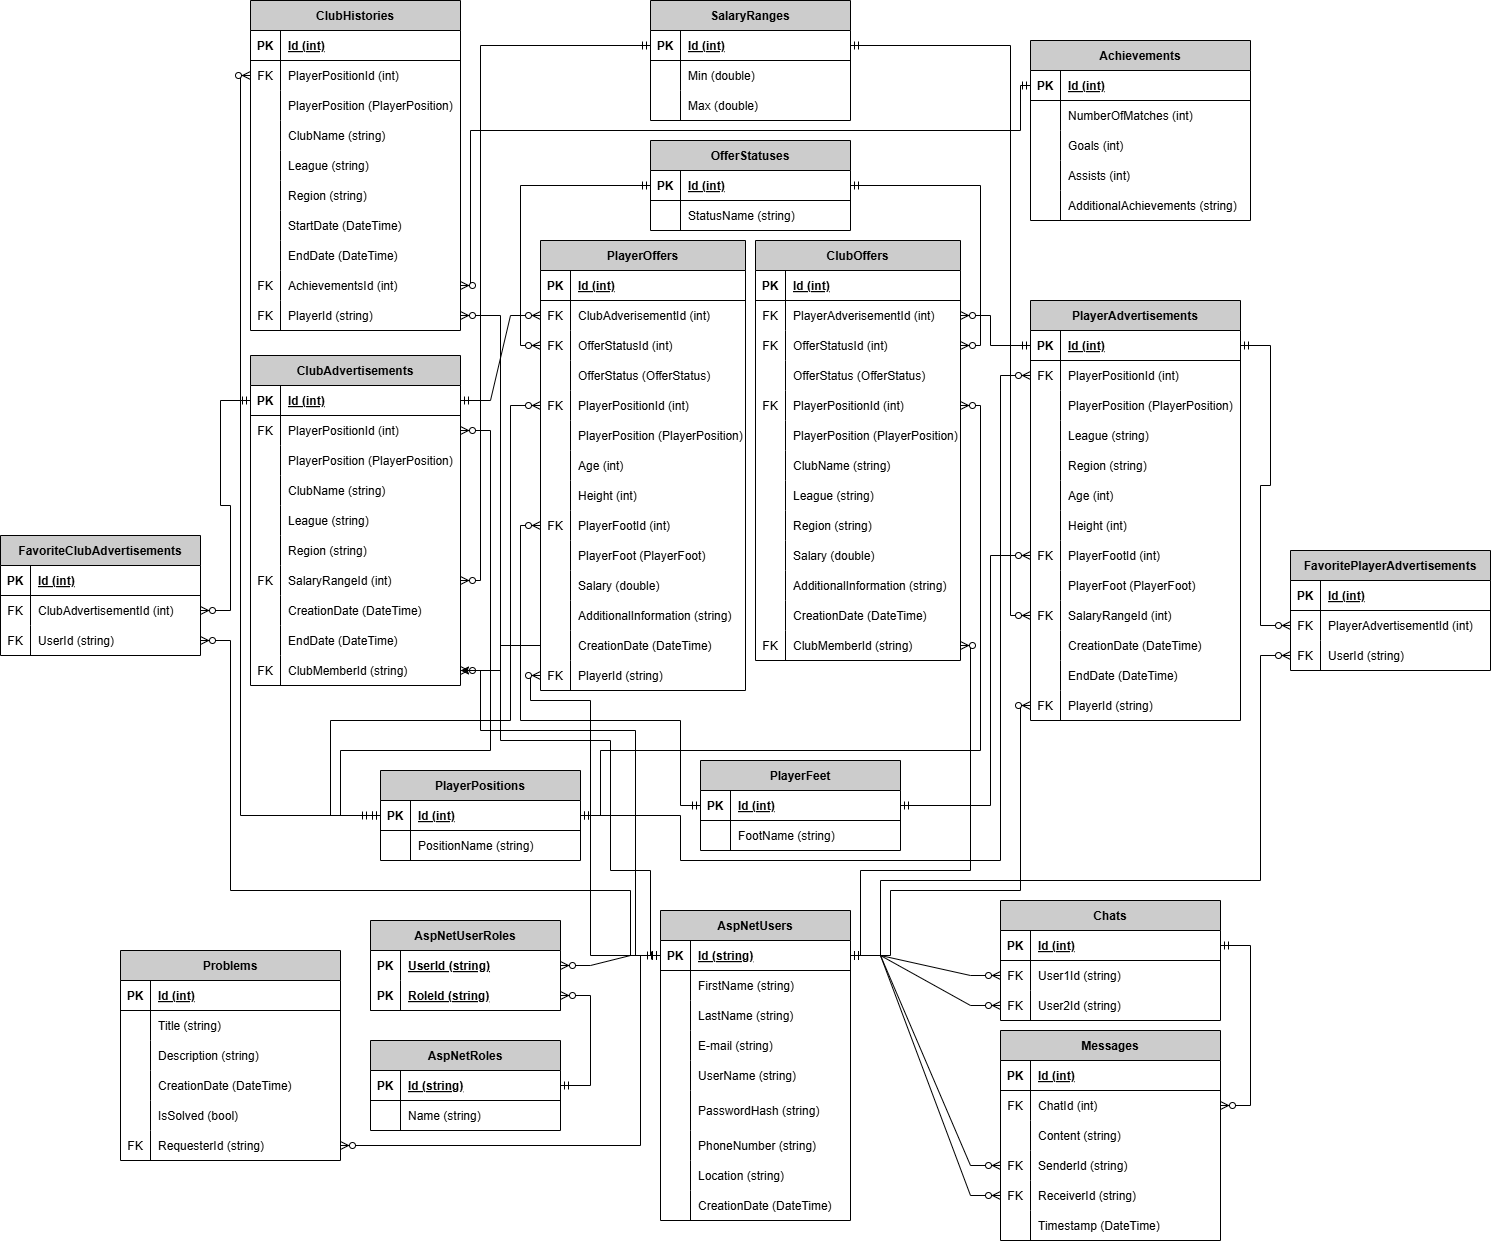 ClubHistories
PK Id (int)
FK PlayerPositionId (int)
PlayerPosition (PlayerPosition)
ClubName (string)
League (string)
Region (string)
StartDate (DateTime)
EndDate (DateTime)
FK AchievementsId (int)
FK PlayerId (string)
SalaryRanges
PK Id (int)
Min (double)
Max (double)
Achievements
PK Id (int)
NumberOfMatches (int)
Goals (int)
Assists (int)
AdditionalAchievements (string)
OfferStatuses
PK Id (int)
StatusName (string)
PlayerOffers
PK Id (int)
FK ClubAdverisementId (int)
FK OfferStatusId (int)
OfferStatus (OfferStatus)
FK PlayerPositionId (int)
PlayerPosition (PlayerPosition)
Age (int)
Height (int)
FK PlayerFootId (int)
PlayerFoot (PlayerFoot)
Salary (double)
AdditionalInformation (string)
CreationDate (DateTime)
FK PlayerId (string)
ClubOffers
PK Id (int)
FK PlayerAdverisementId (int)
FK OfferStatusId (int)
OfferStatus (OfferStatus)
FK PlayerPositionId (int)
PlayerPosition (PlayerPosition)
ClubName (string)
League (string)
Region (string)
Salary (double)
AdditionalInformation (string)
CreationDate (DateTime)
FK ClubMemberId (string)
PlayerAdvertisements
PK Id (int)
FK PlayerPositionId (int)
PlayerPosition (PlayerPosition)
League (string)
Region (string)
Age (int)
Height (int)
FK PlayerFootId (int)
PlayerFoot (PlayerFoot)
FK SalaryRangeId (int)
CreationDate (DateTime)
EndDate (DateTime)
FK PlayerId (string)
ClubAdvertisements
PK Id (int)
FK PlayerPositionId (int)
PlayerPosition (PlayerPosition)
ClubName (string)
League (string)
Region (string)
FK SalaryRangeId (int)
CreationDate (DateTime)
EndDate (DateTime)
FK ClubMemberId (string)
FavoriteClubAdvertisements
PK Id (int)
FK ClubAdvertisementId (int)
FK UserId (string)
FavoritePlayerAdvertisements
PK Id (int)
FK PlayerAdvertisementId (int)
FK UserId (string)
PlayerPositions
PK Id (int)
PositionName (string)
PlayerFeet
PK Id (int)
FootName (string)
AspNetUserRoles
PK UserId (string)
PK RoleId (string)
AspNetRoles
PK Id (string)
Name (string)
Problems
PK Id (int)
Title (string)
Description (string)
CreationDate (DateTime)
IsSolved (bool)
FK RequesterId (string)
AspNetUsers
PK Id (string)
FirstName (string)
LastName (string)
E-mail (string)
UserName (string)
PasswordHash (string)
PhoneNumber (string)
Location (string)
CreationDate (DateTime)
Chats
PK Id (int)
FK User1Id (string)
FK User2Id (string)
Messages
PK Id (int)
FK ChatId (int)
Content (string)
FK SenderId (string)
FK ReceiverId (string)
Timestamp (DateTime)